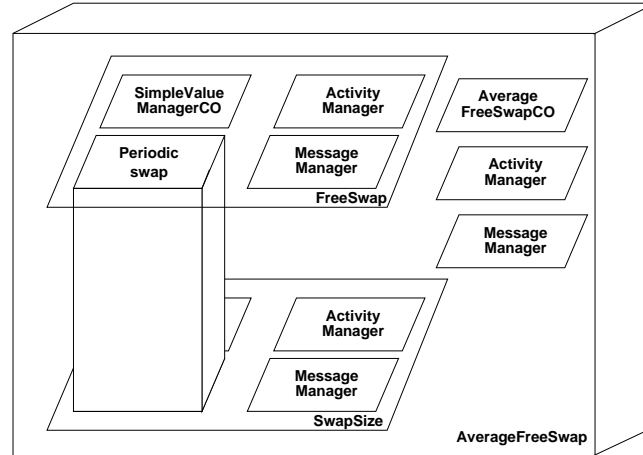 SimpleValue
ManagerCO
Activity
Manager
Average
FreeSwapCO
Periodic
swap
Message
Manager
FreeSwap
Activity
Manager
Message
Manager
Activity
Manager
Message
Manager
SwapSize
AverageFreeSwap